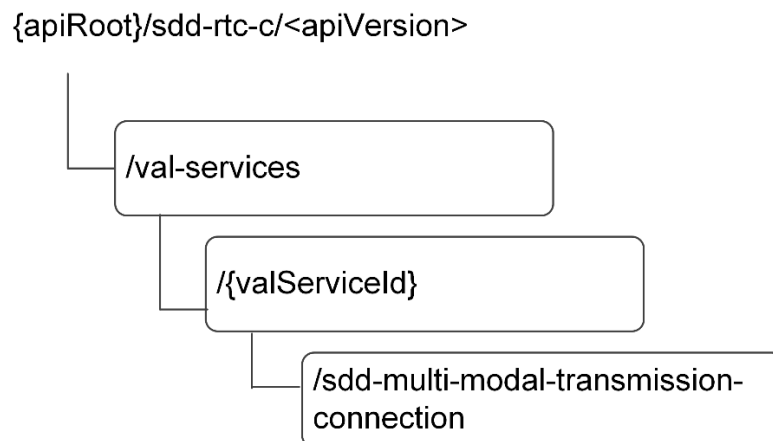 {apiRoot}/sdd-rtc-c/<apiVersion>
/val-services
/{valServiceId}
/sdd-multi-modal-transmission-
connection